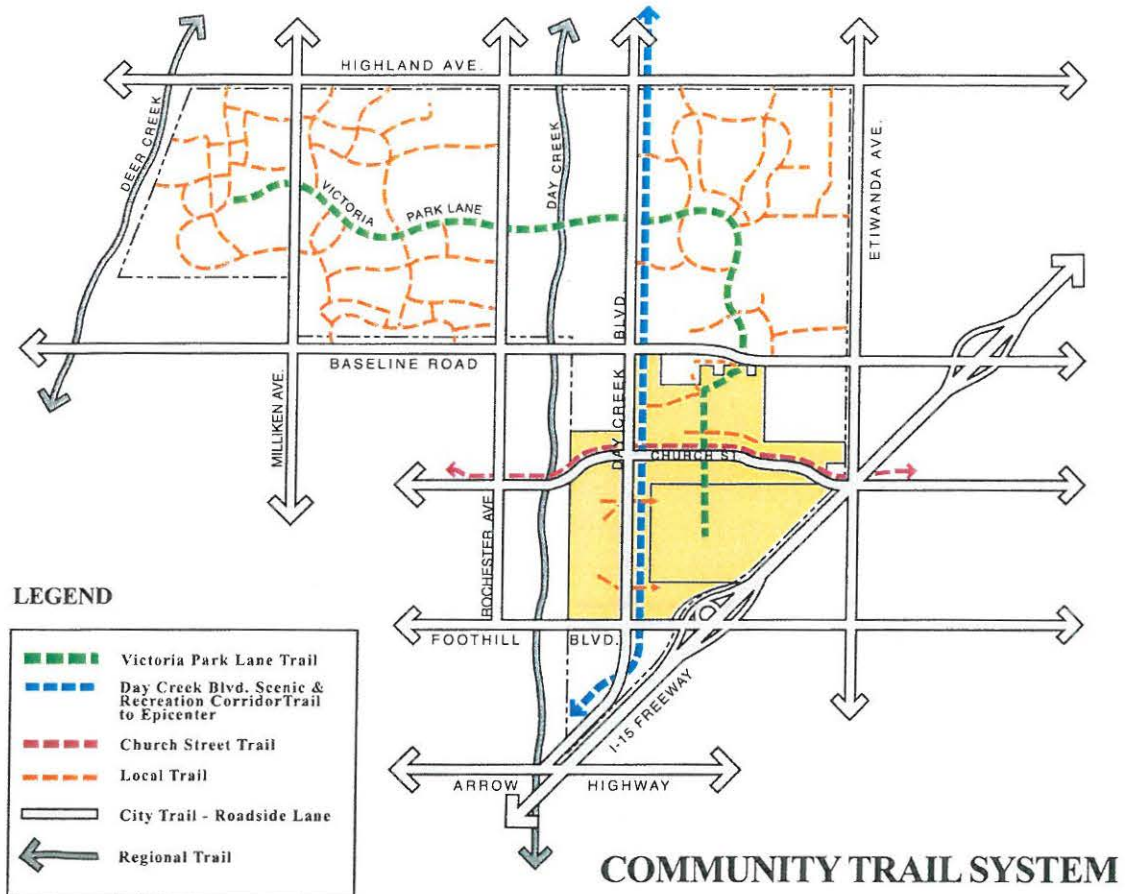 HIGHLAND AVE.
DEER CREEK
DAY CREEK
ETIWANDA AVE.
VICTORIA
PARK LANE
DAY CREEK BLVD.
BASELINE ROAD
MILLIKEN AVE.
CHURCH ST.
ROCHESTER AVE.
FOOTHILL BLVD.
I-15 FREEWAY
ARROW HIGHWAY
LEGEND
Victoria Park Lane Trail
Day Creek Blvd. Scenic &
Recreation CorridorTrail
to Epicenter
Church Street Trail
Local Trail
City Trail - Roadside Lane
Regional Trail
COMMUNITY TRAIL SYSTEM